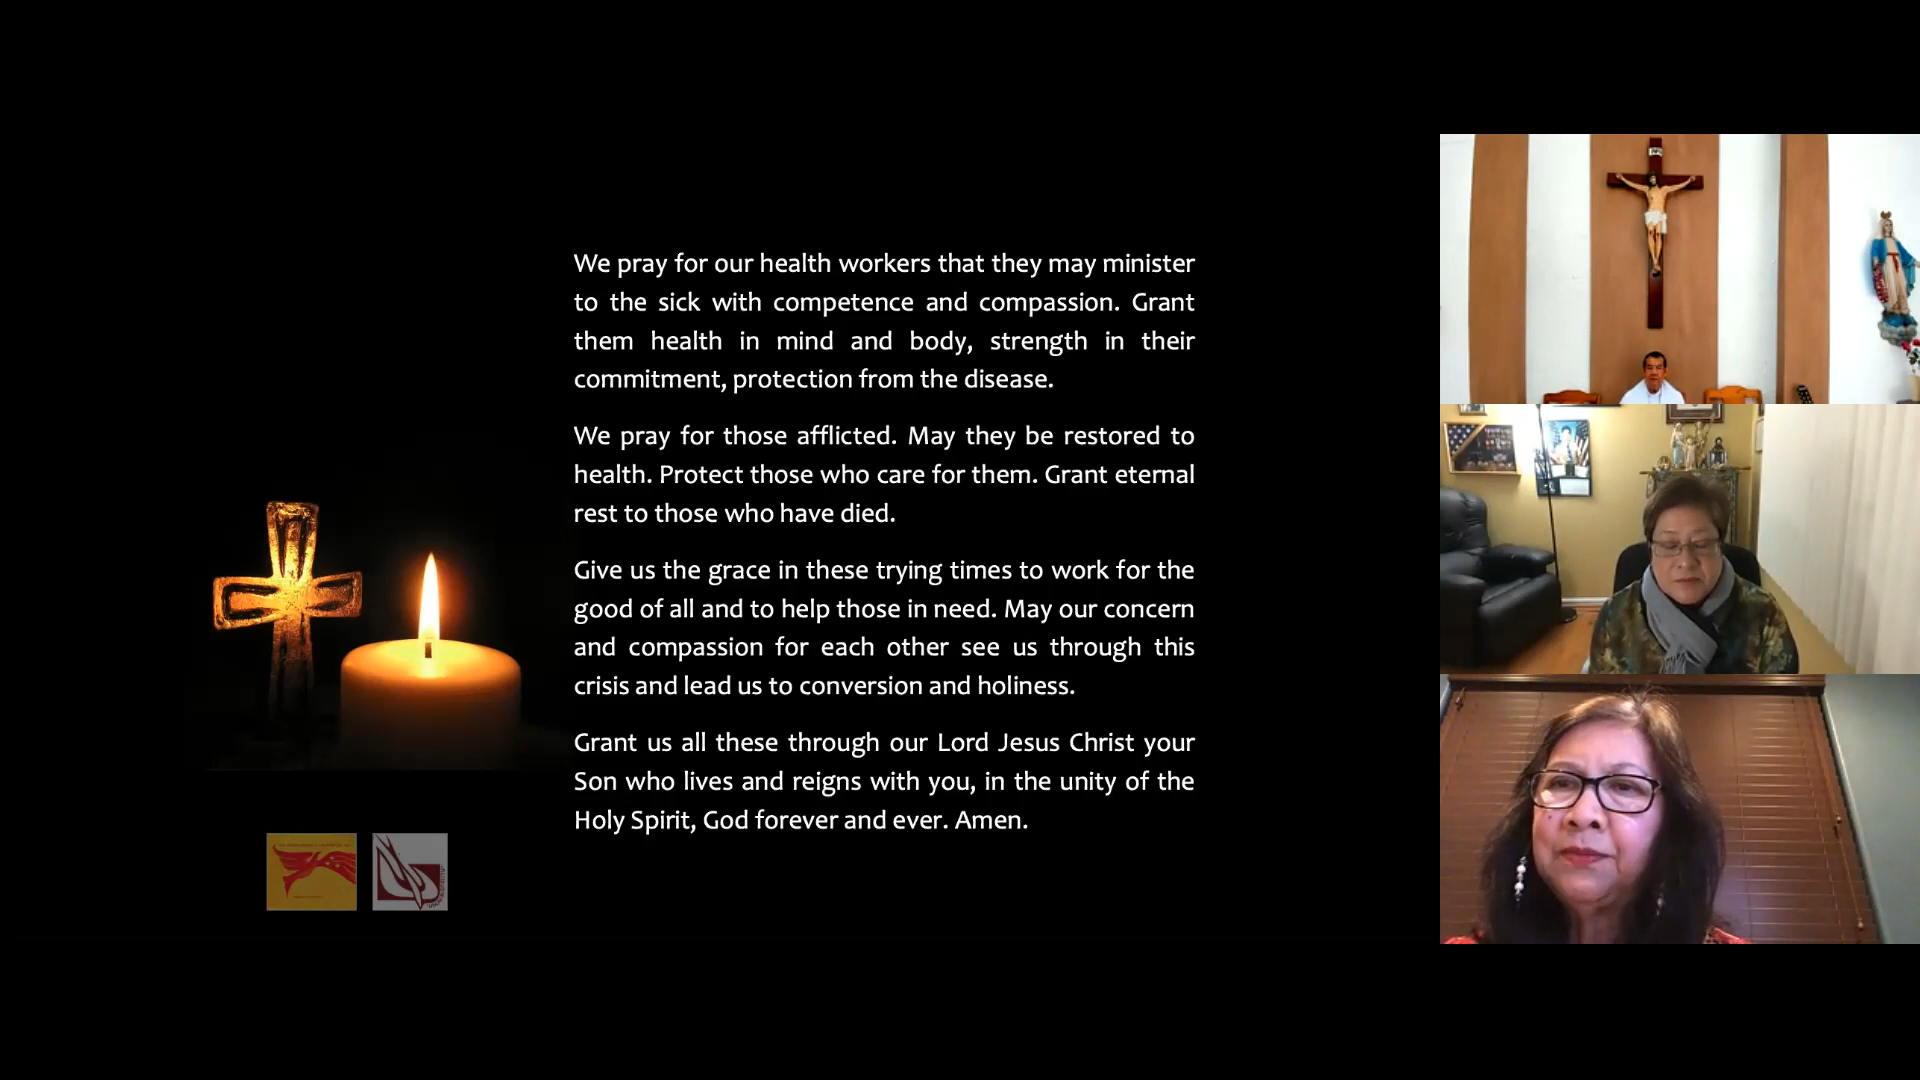 We pray for our health workers that they may minister
to the sick with competence and compassion. Grant
them health in mind and body, strength in their
commitment, protection from the disease.
We pray for those afflicted. May they be restored to
health. Protect those who care for them. Grant eternal
rest to those who have died.
Give us the grace in these trying times to work for the
good of all and to help those in need. May our concern
and compassion for each other see us through this
crisis and lead us to conversion and holiness.
Grant us all these through our Lord Jesus Christ your
Son who lives and reigns with you, in the unity of the
Holy Spirit, God forever and ever. Amen.